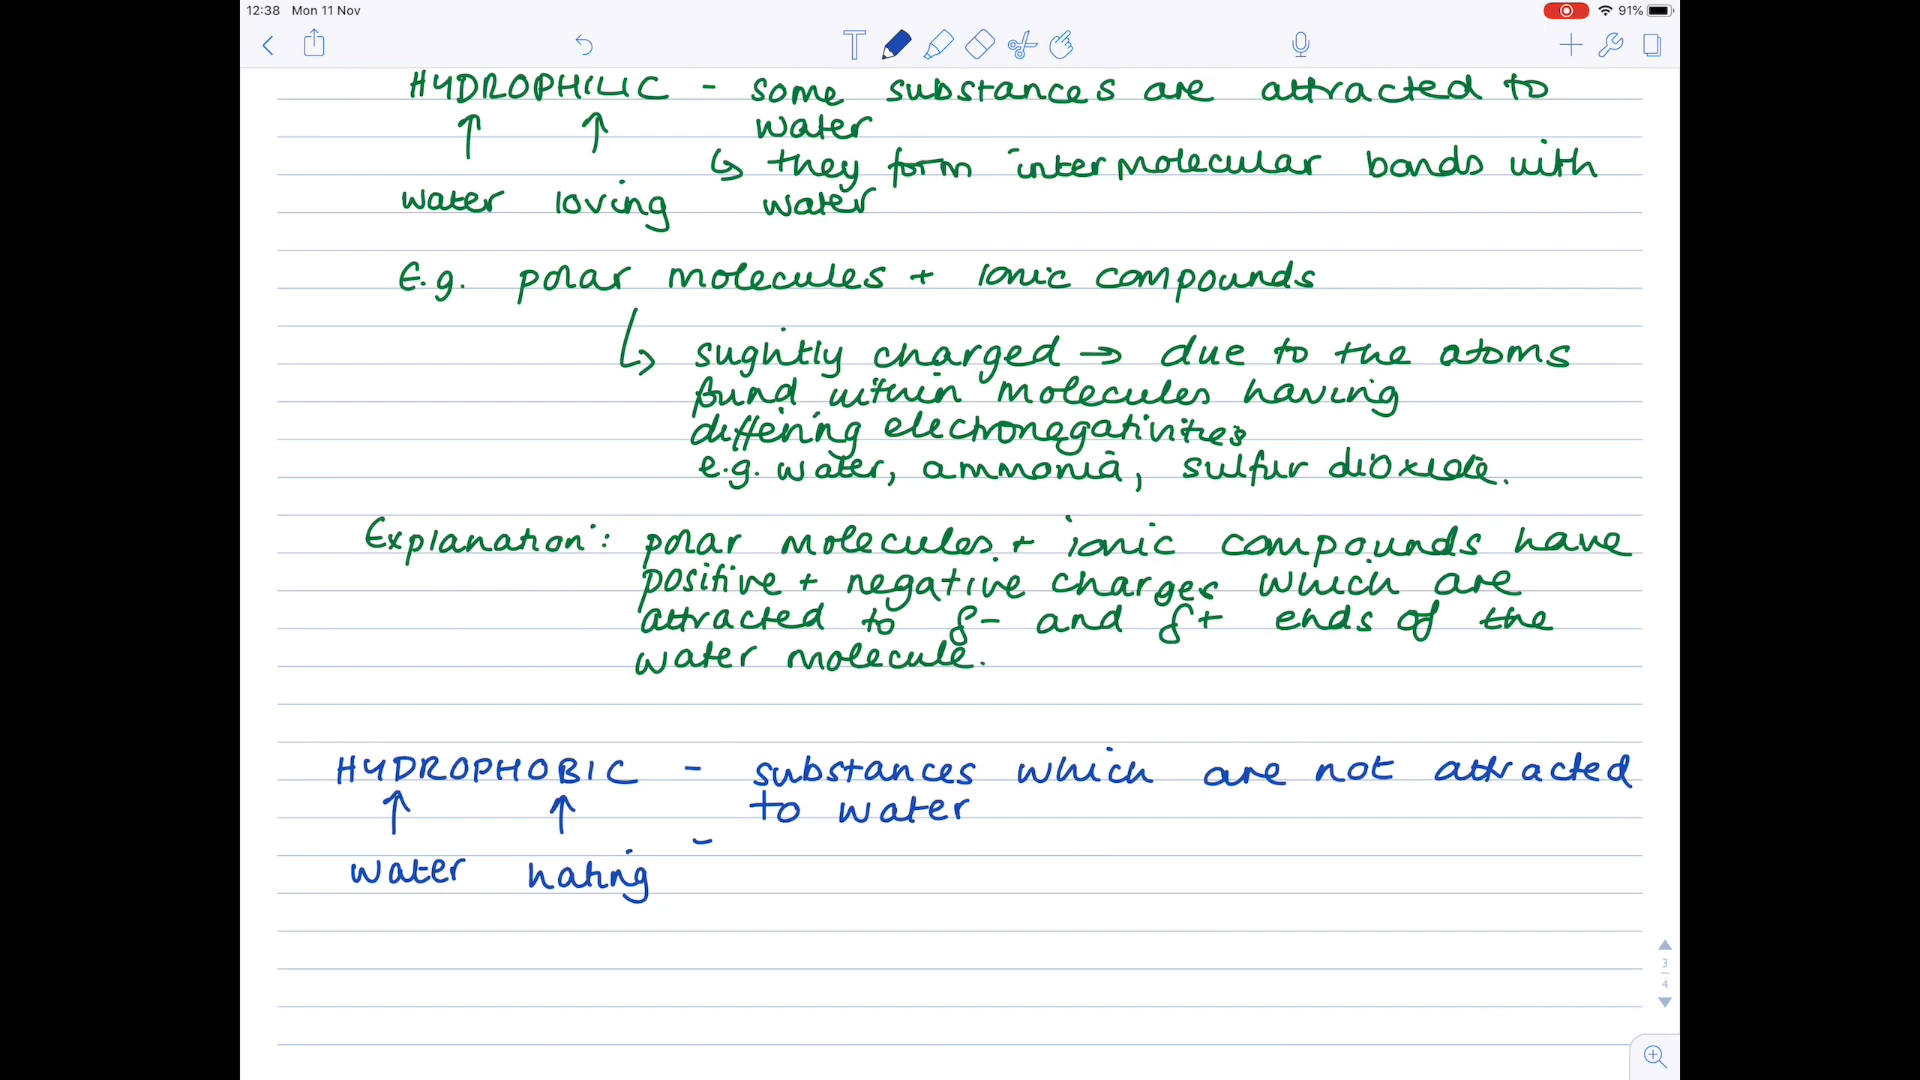 12:38 Mon 11 Nov 91%
T
HYDROPHILIC - some substances are attracted to
water
↳ they form intermolecular bonds with
water loving water
E.g. polar molecules + ionic compounds
↳ slightly charged → due to the atoms
found within molecules having
differing electronegativities
e.g. water, ammonia, sulfur dioxide.
Explanation: polar molecules + ionic compounds have
positive + negative charges which are
attracted to δ- and δ+ ends of the
water molecule.
HYDROPHOBIC - substances which are not attracted
to water
water hating
3
4